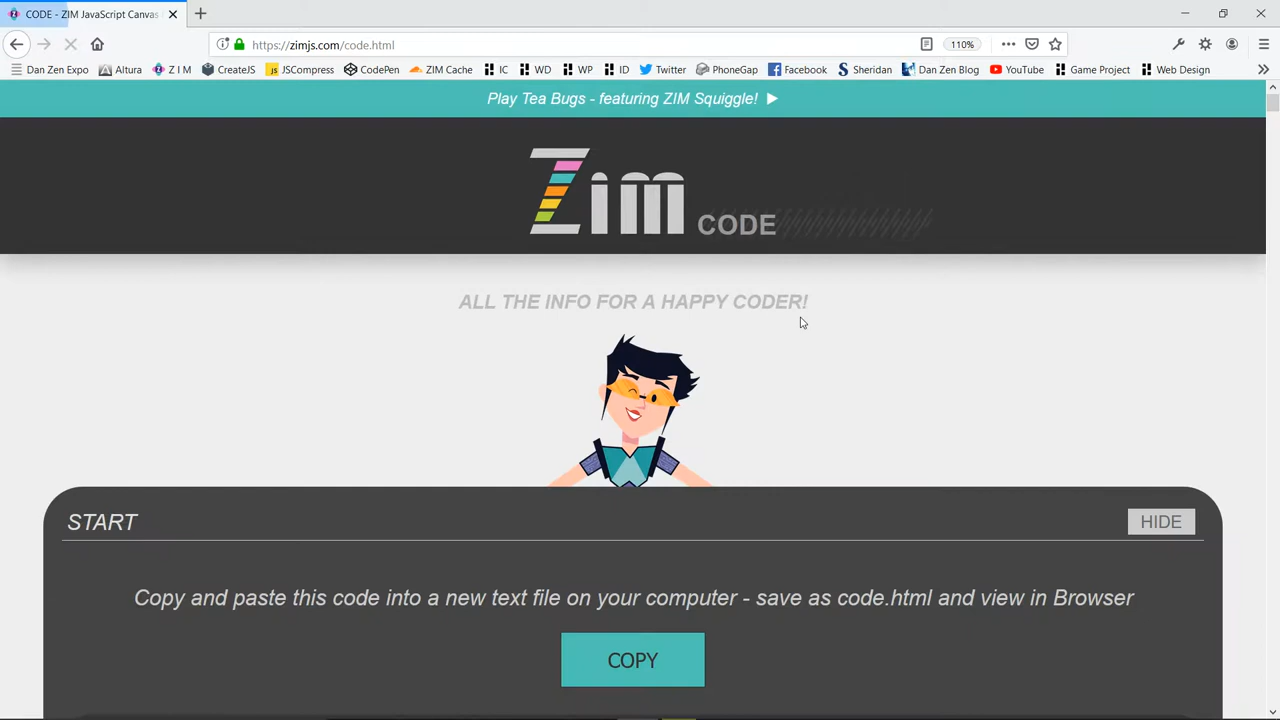 CODE - ZIM JavaScript Canvas
https://zimjs.com/code.html
110%
Dan Zen Expo
Altura
Z I M
CreateJS
JSCompress
CodePen
ZIM Cache
IC
WD
WP
ID
Twitter
PhoneGap
Facebook
Sheridan
Dan Zen Blog
YouTube
Game Project
Web Design
Play Tea Bugs - featuring ZIM Squiggle!
Zim CODE
ALL THE INFO FOR A HAPPY CODER!
START
HIDE
Copy and paste this code into a new text file on your computer - save as code.html and view in Browser
COPY